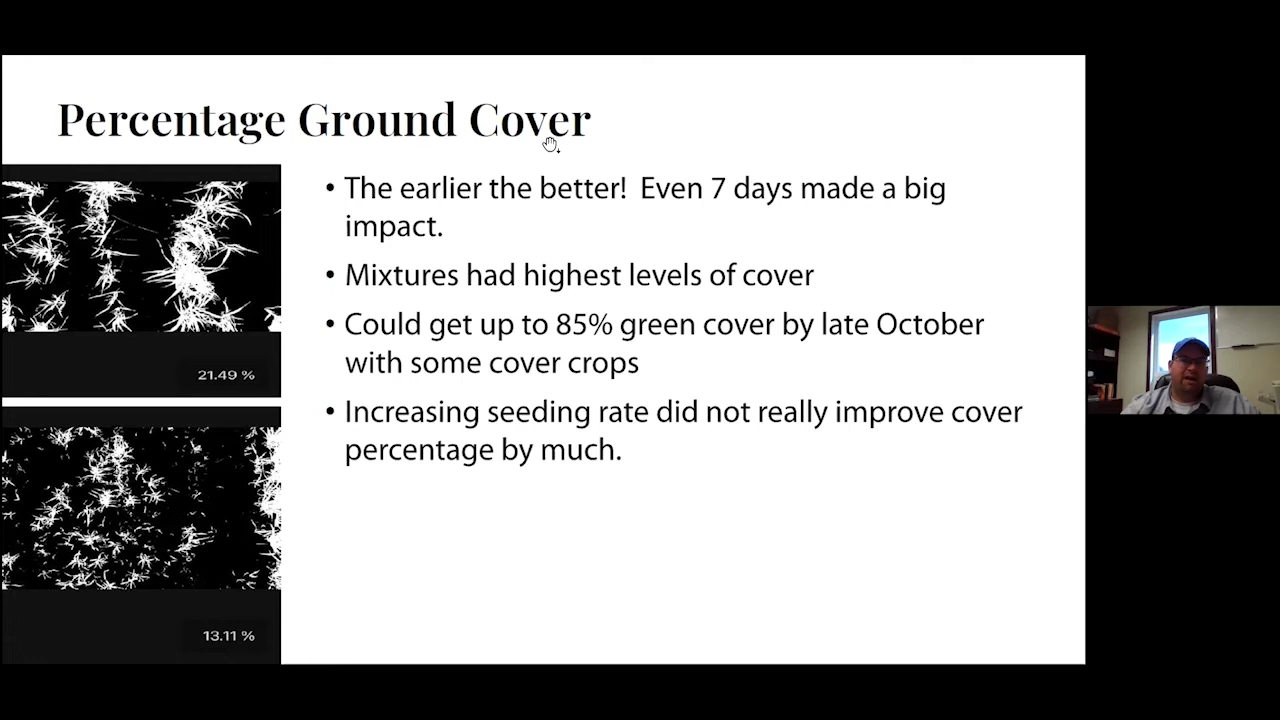 Percentage Ground Cover
• The earlier the better! Even 7 days made a big
impact.
• Mixtures had highest levels of cover
• Could get up to 85% green cover by late October
with some cover crops
• Increasing seeding rate did not really improve cover
percentage by much.
21.49 %
13.11 %